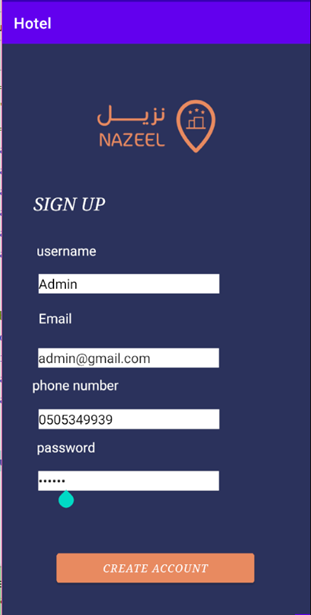 Hotel
نزيل
NAZEEL
SIGN UP
username
Admin
Email
admin@gmail.com
phone number
0505349939
password
••••••
CREATE ACCOUNT